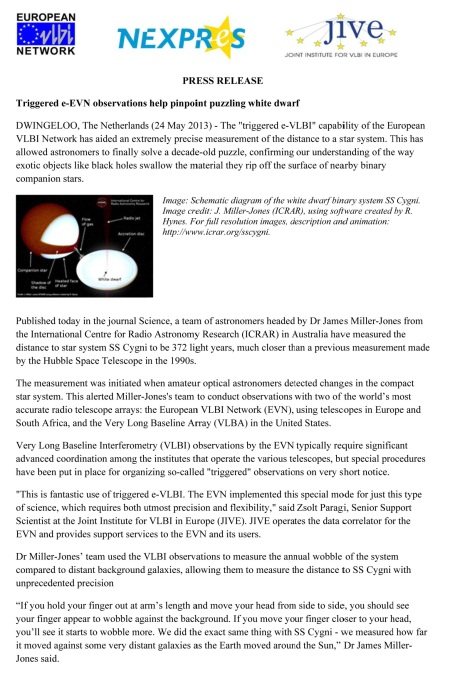 EUROPEAN
evlbi
NETWORK
NEXPReS
jive
JOINT INSTITUTE FOR VLBI IN EUROPE
PRESS RELEASE
Triggered e-EVN observations help pinpoint puzzling white dwarf
DWINGELOO, The Netherlands (24 May 2013) - The "triggered e-VLBI" capability of the European
VLBI Network has aided an extremely precise measurement of the distance to a star system. This has
allowed astronomers to finally solve a decade-old puzzle, confirming our understanding of the way
exotic objects like black holes swallow the material they rip off the surface of nearby binary
companion stars.
International Centre for
Radio Astronomy Research
Flow
of gas
Radio jet
Accretion disc
Companion star
Shadow of
the disc
Heated face
of star
White dwarf
Image: Schematic diagram of the white dwarf binary system SS Cygni.
Image credit: J. Miller-Jones (ICRAR), using software created by R.
Hynes. For full resolution images, description and animation:
http://www.icrar.org/sscygni.
Published today in the journal Science, a team of astronomers headed by Dr James Miller-Jones from
the International Centre for Radio Astronomy Research (ICRAR) in Australia have measured the
distance to star system SS Cygni to be 372 light years, much closer than a previous measurement made
by the Hubble Space Telescope in the 1990s.
The measurement was initiated when amateur optical astronomers detected changes in the compact
star system. This alerted Miller-Jones's team to conduct observations with two of the world's most
accurate radio telescope arrays: the European VLBI Network (EVN), using telescopes in Europe and
South Africa, and the Very Long Baseline Array (VLBA) in the United States.
Very Long Baseline Interferometry (VLBI) observations by the EVN typically require significant
advanced coordination among the institutes that operate the various telescopes, but special procedures
have been put in place for organizing so-called "triggered" observations on very short notice.
"This is fantastic use of triggered e-VLBI. The EVN implemented this special mode for just this type
of science, which requires both utmost precision and flexibility," said Zsolt Paragi, Senior Support
Scientist at the Joint Institute for VLBI in Europe (JIVE). JIVE operates the data correlator for the
EVN and provides support services to the EVN and its users.
Dr Miller-Jones' team used the VLBI observations to measure the annual wobble of the system
compared to distant background galaxies, allowing them to measure the distance to SS Cygni with
unprecedented precision
“If you hold your finger out at arm's length and move your head from side to side, you should see
your finger appear to wobble against the background. If you move your finger closer to your head,
you'll see it starts to wobble more. We did the exact same thing with SS Cygni - we measured how far
it moved against some very distant galaxies as the Earth moved around the Sun,” Dr James Miller-
Jones said.